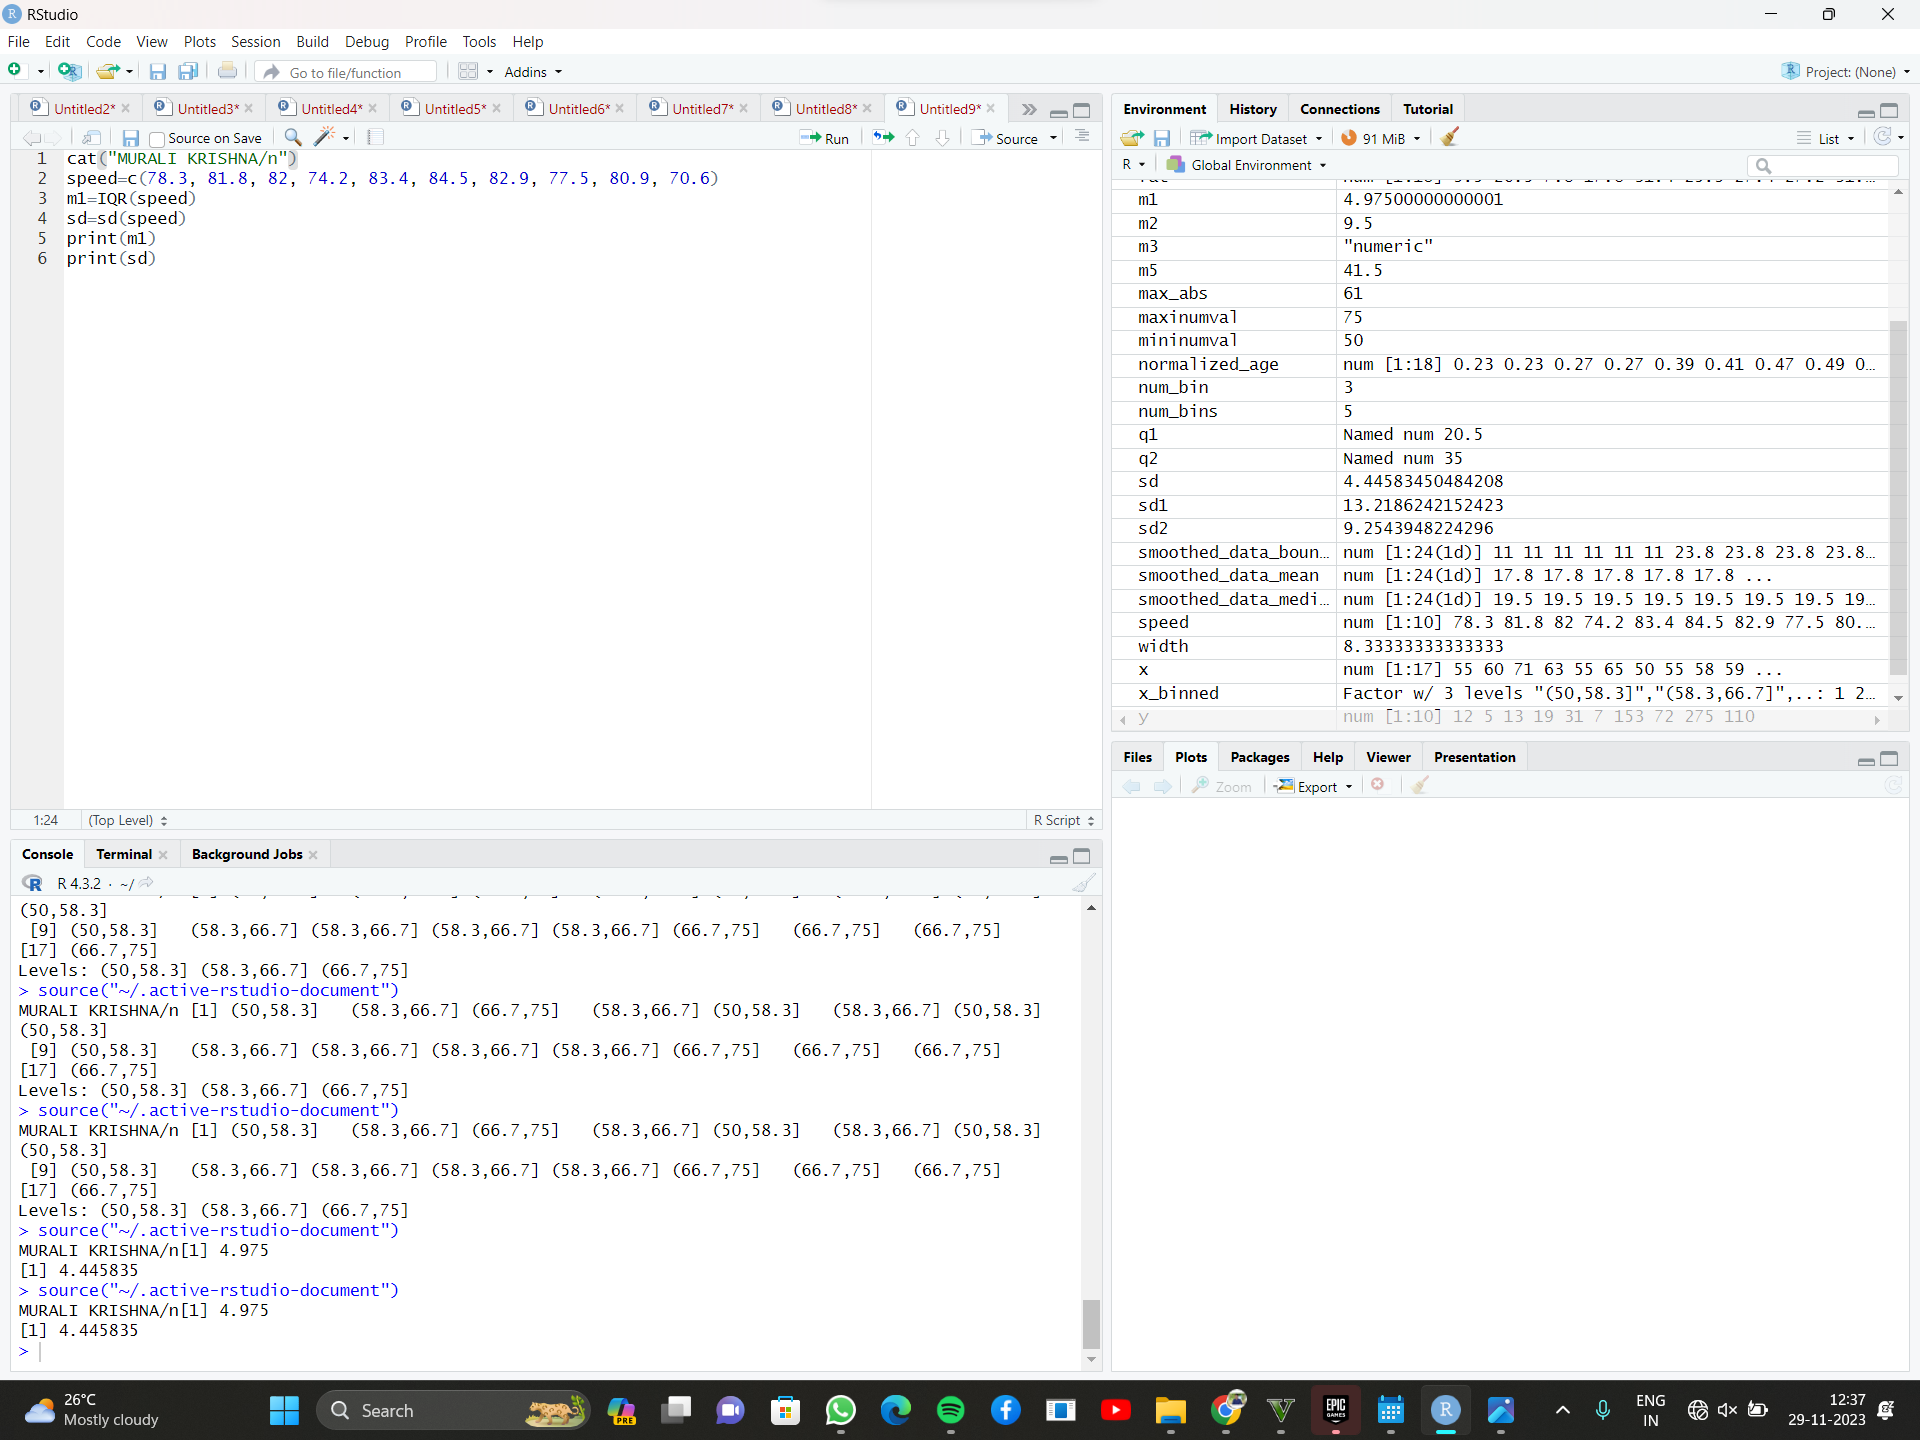 RStudio
File Edit Code View Plots Session Build Debug Profile Tools Help
Go to file/function Addins Project: (None)
Untitled2* Untitled3* Untitled4* Untitled5* Untitled6* Untitled7* Untitled8* Untitled9*
Source on Save Run Source
1 cat("MURALI KRISHNA/n")
2 speed=c(78.3, 81.8, 82, 74.2, 83.4, 84.5, 82.9, 77.5, 80.9, 70.6)
3 m1=IQR(speed)
4 sd=sd(speed)
5 print(m1)
6 print(sd)
1:24 (Top Level) R Script
Console Terminal Background Jobs
R 4.3.2 · ~/
(50,58.3]
[9] (50,58.3] (58.3,66.7] (58.3,66.7] (58.3,66.7] (58.3,66.7] (66.7,75] (66.7,75] (66.7,75]
[17] (66.7,75]
Levels: (50,58.3] (58.3,66.7] (66.7,75]
> source("~/.active-rstudio-document")
MURALI KRISHNA/n [1] (50,58.3] (58.3,66.7] (66.7,75] (58.3,66.7] (50,58.3] (58.3,66.7] (50,58.3]
(50,58.3]
[9] (50,58.3] (58.3,66.7] (58.3,66.7] (58.3,66.7] (58.3,66.7] (66.7,75] (66.7,75] (66.7,75]
[17] (66.7,75]
Levels: (50,58.3] (58.3,66.7] (66.7,75]
> source("~/.active-rstudio-document")
MURALI KRISHNA/n [1] (50,58.3] (58.3,66.7] (66.7,75] (58.3,66.7] (50,58.3] (58.3,66.7] (50,58.3]
(50,58.3]
[9] (50,58.3] (58.3,66.7] (58.3,66.7] (58.3,66.7] (58.3,66.7] (66.7,75] (66.7,75] (66.7,75]
[17] (66.7,75]
Levels: (50,58.3] (58.3,66.7] (66.7,75]
> source("~/.active-rstudio-document")
MURALI KRISHNA/n[1] 4.975
[1] 4.445835
> source("~/.active-rstudio-document")
MURALI KRISHNA/n[1] 4.975
[1] 4.445835
>
Environment History Connections Tutorial
Import Dataset 91 MiB List
R Global Environment
m1 4.97500000000001
m2 9.5
m3 "numeric"
m5 41.5
max_abs 61
maxinumval 75
mininumval 50
normalized_age num [1:18] 0.23 0.23 0.27 0.27 0.39 0.41 0.47 0.49 0...
num_bin 3
num_bins 5
q1 Named num 20.5
q2 Named num 35
sd 4.44583450484208
sd1 13.2186242152423
sd2 9.2543948224296
smoothed_data_boun... num [1:24(1d)] 11 11 11 11 11 11 23.8 23.8 23.8 23.8...
smoothed_data_mean num [1:24(1d)] 17.8 17.8 17.8 17.8 17.8 ...
smoothed_data_medi... num [1:24(1d)] 19.5 19.5 19.5 19.5 19.5 19.5 19.5 19...
speed num [1:10] 78.3 81.8 82 74.2 83.4 84.5 82.9 77.5 80....
width 8.33333333333333
x num [1:17] 55 60 71 63 55 65 50 55 58 59 ...
x_binned Factor w/ 3 levels "(50,58.3]","(58.3,66.7]",..: 1 2...
y num [1:10] 12 5 13 19 31 7 153 72 275 110
Files Plots Packages Help Viewer Presentation
Zoom Export
26°C
Mostly cloudy
Search
PRE
EPIC GAMES
ENG
IN
12:37
29-11-2023